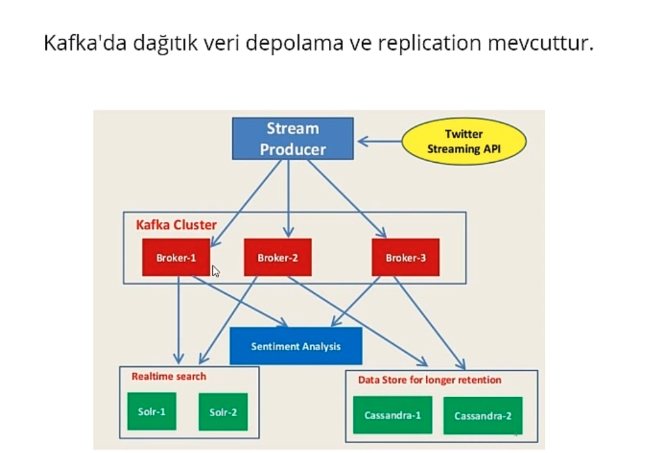 Kafka'da dağıtık veri depolama ve replication mevcuttur.
Stream
Producer
Twitter
Streaming API
Kafka Cluster
Broker-1
Broker-2
Broker-3
Sentiment Analysis
Realtime search
Solr-1
Solr-2
Data Store for longer retention
Cassandra-1
Cassandra-2